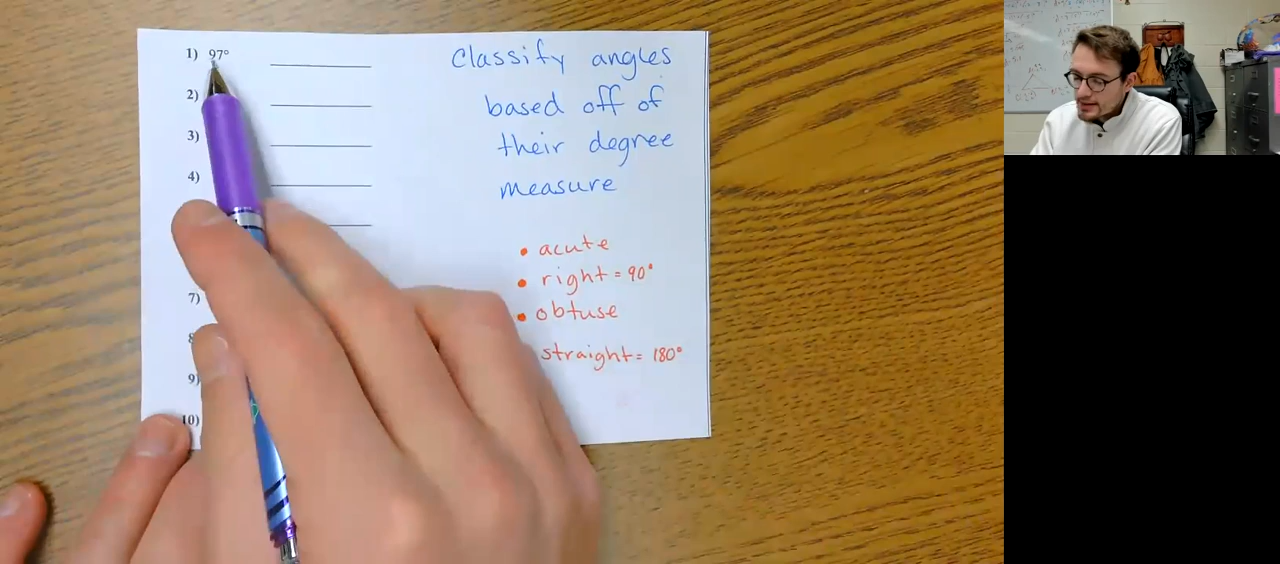 1) 97°
2)
3)
4)
7)
9)
10)
Classify angles
based off of
their degree
measure
• acute
• right = 90°
• obtuse
straight = 180°